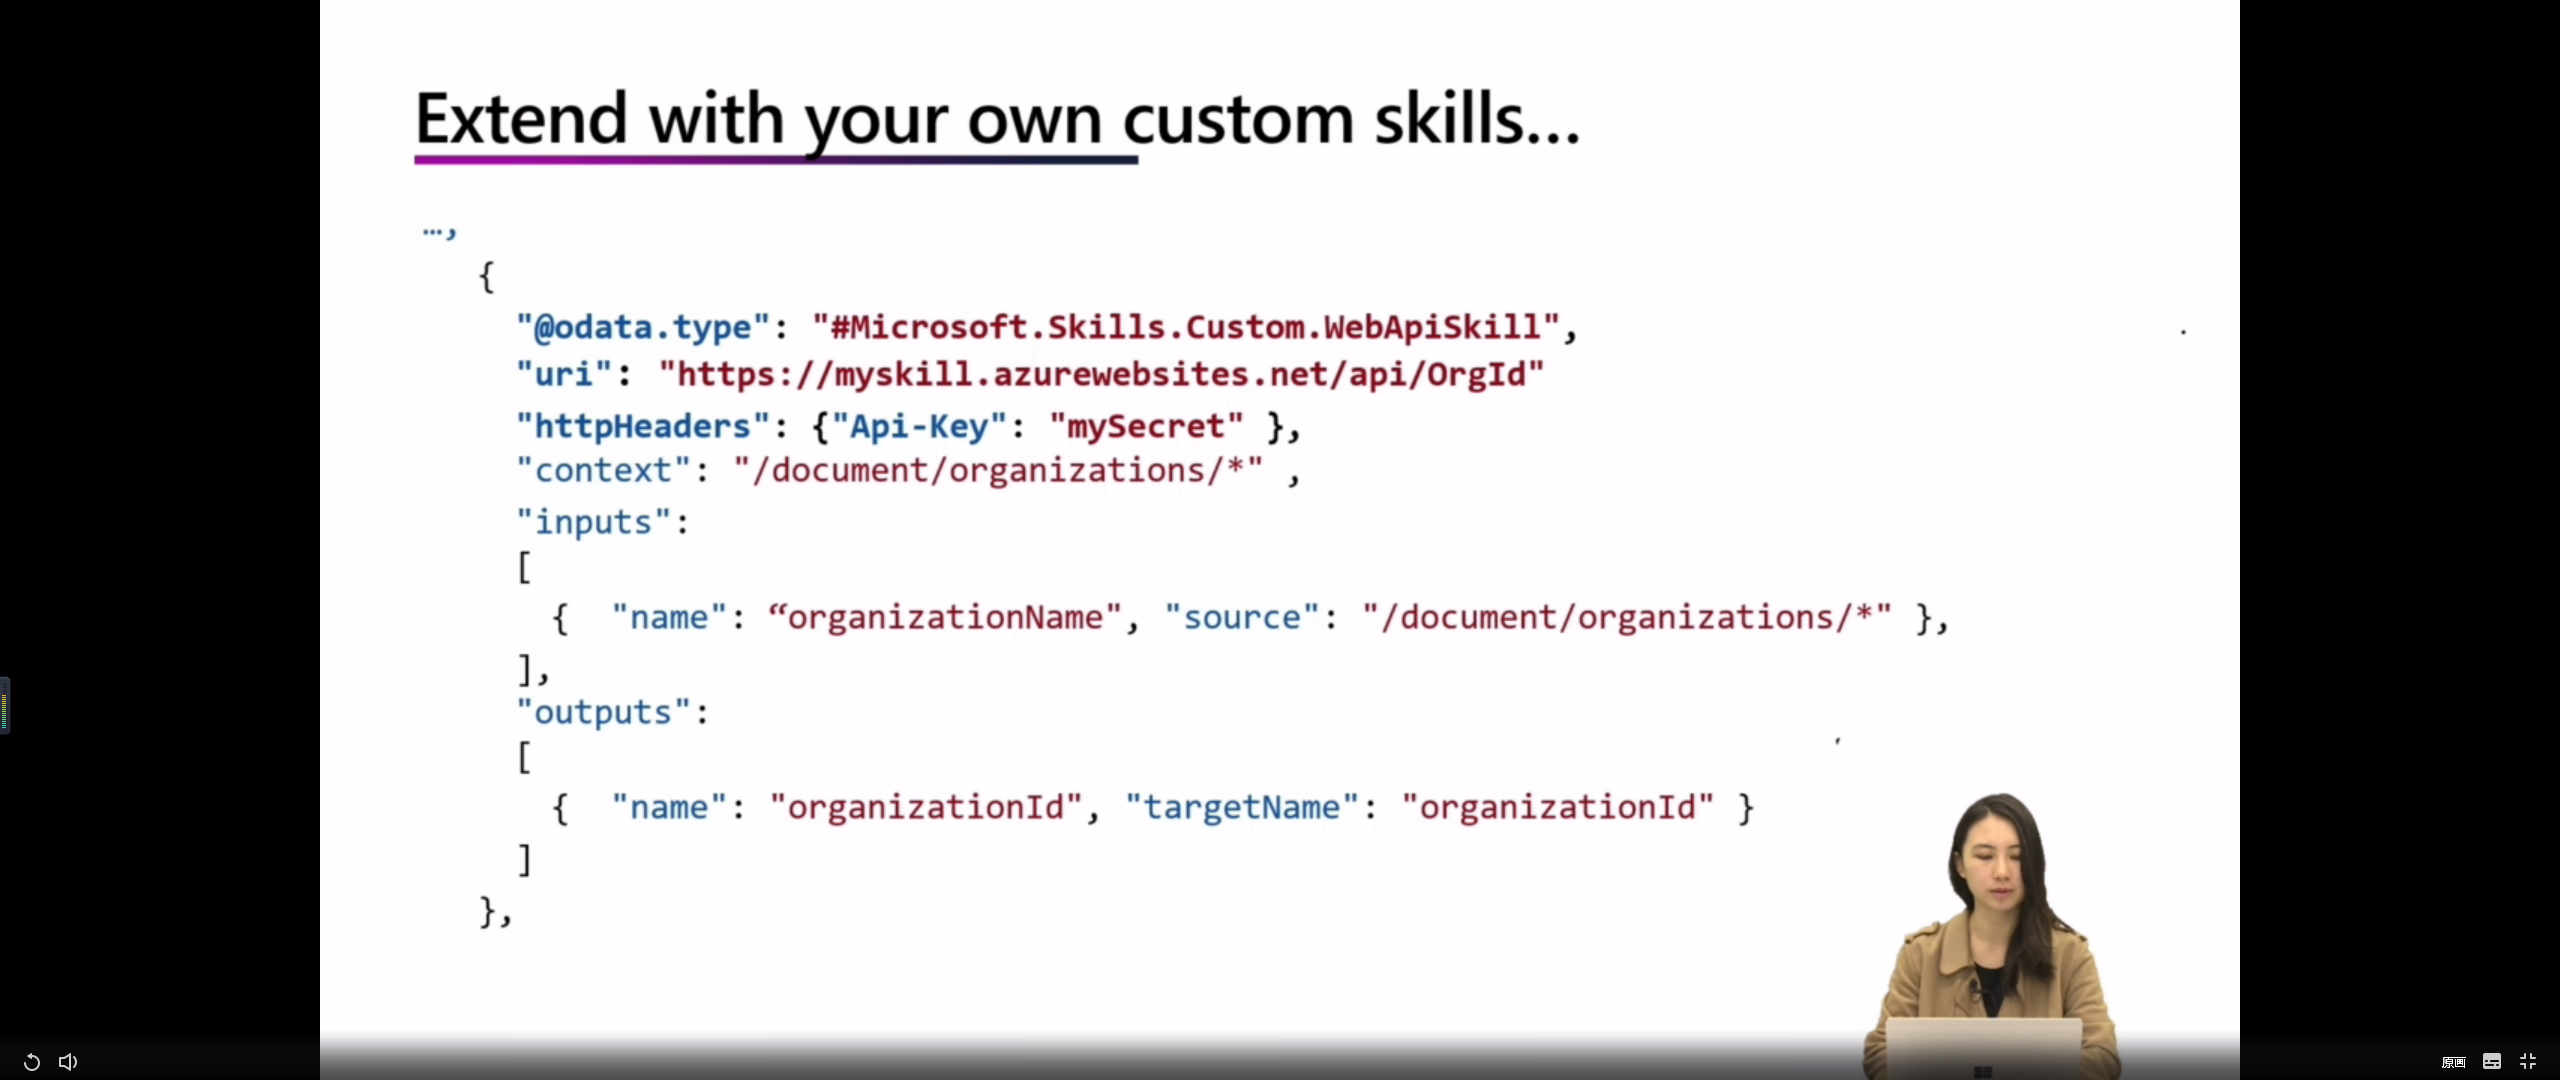 Extend with your own custom skills...
…,
{
"@odata.type": "#Microsoft.Skills.Custom.WebApiSkill",
"uri": "https://myskill.azurewebsites.net/api/OrgId"
"httpHeaders": {"Api-Key": "mySecret" },
"context": "/document/organizations/*" ,
"inputs":
[
{ "name": “organizationName", "source": "/document/organizations/*" },
],
"outputs":
[
{ "name": "organizationId", "targetName": "organizationId" }
]
},
原画